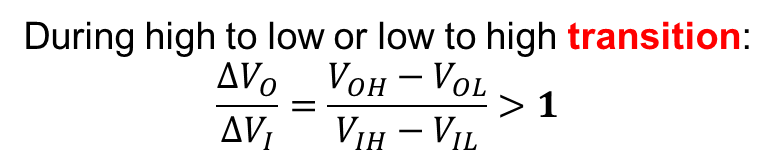 During high to low or low to high transition:
ΔV_O / ΔV_I = (V_OH − V_OL) / (V_IH − V_IL) > 1